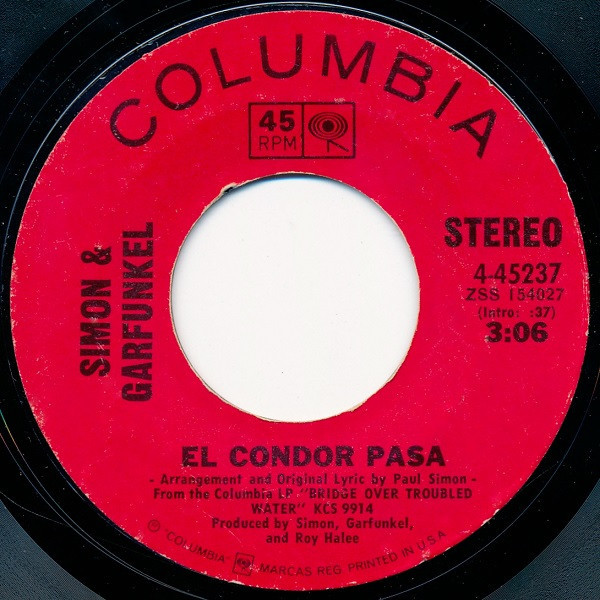 COLUMBIA
45
RPM
SIMON &
GARFUNKEL
STEREO
4-45237
ZSS 154027
(Intro: :37)
3:06
EL CONDOR PASA
- Arrangement and Original Lyric by Paul Simon -
From the Columbia LP "BRIDGE OVER TROUBLED
WATER" KCS 9914
Produced by Simon, Garfunkel,
and Roy Halee
℗ "COLUMBIA" MARCAS REG. PRINTED IN U.S.A.